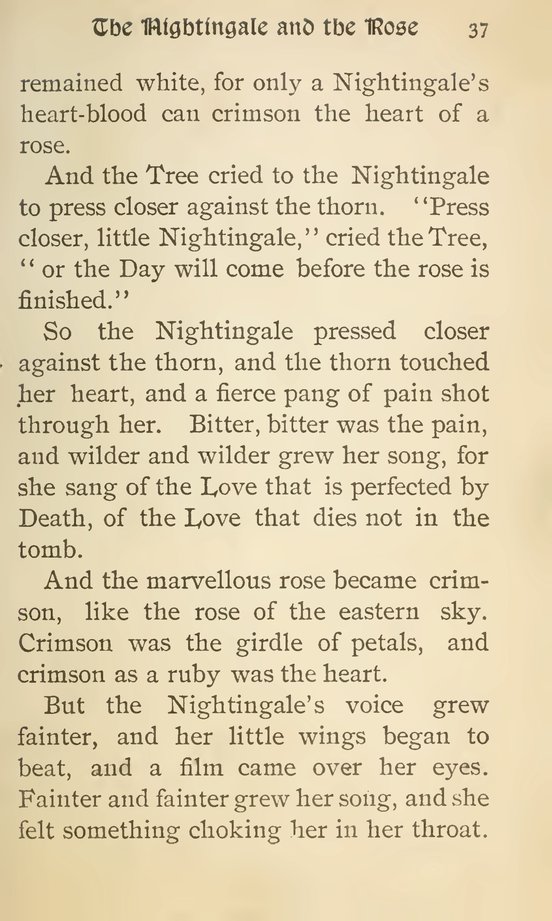 The Nightingale and the Rose 37
remained white, for only a Nightingale's
heart-blood can crimson the heart of a
rose.
And the Tree cried to the Nightingale
to press closer against the thorn. "Press
closer, little Nightingale," cried the Tree,
" or the Day will come before the rose is
finished."
So the Nightingale pressed closer
against the thorn, and the thorn touched
her heart, and a fierce pang of pain shot
through her. Bitter, bitter was the pain,
and wilder and wilder grew her song, for
she sang of the Love that is perfected by
Death, of the Love that dies not in the
tomb.
And the marvellous rose became crim-
son, like the rose of the eastern sky.
Crimson was the girdle of petals, and
crimson as a ruby was the heart.
But the Nightingale's voice grew
fainter, and her little wings began to
beat, and a film came over her eyes.
Fainter and fainter grew her song, and she
felt something choking her in her throat.